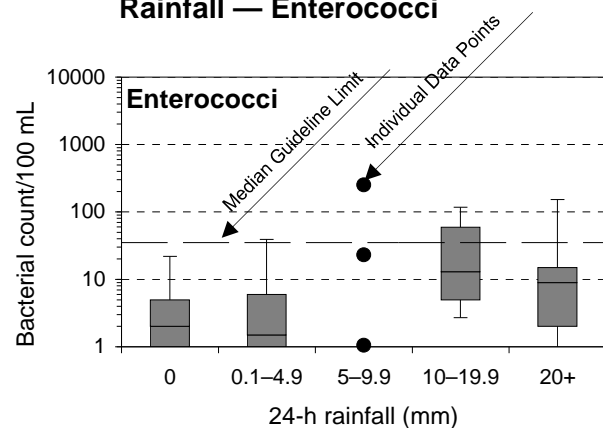 Rainfall — Enterococci
Enterococci
Median Guideline Limit
Individual Data Points
Bacterial count/100 mL
10000
1000
100
10
1
0 0.1–4.9 5–9.9 10–19.9 20+
24-h rainfall (mm)